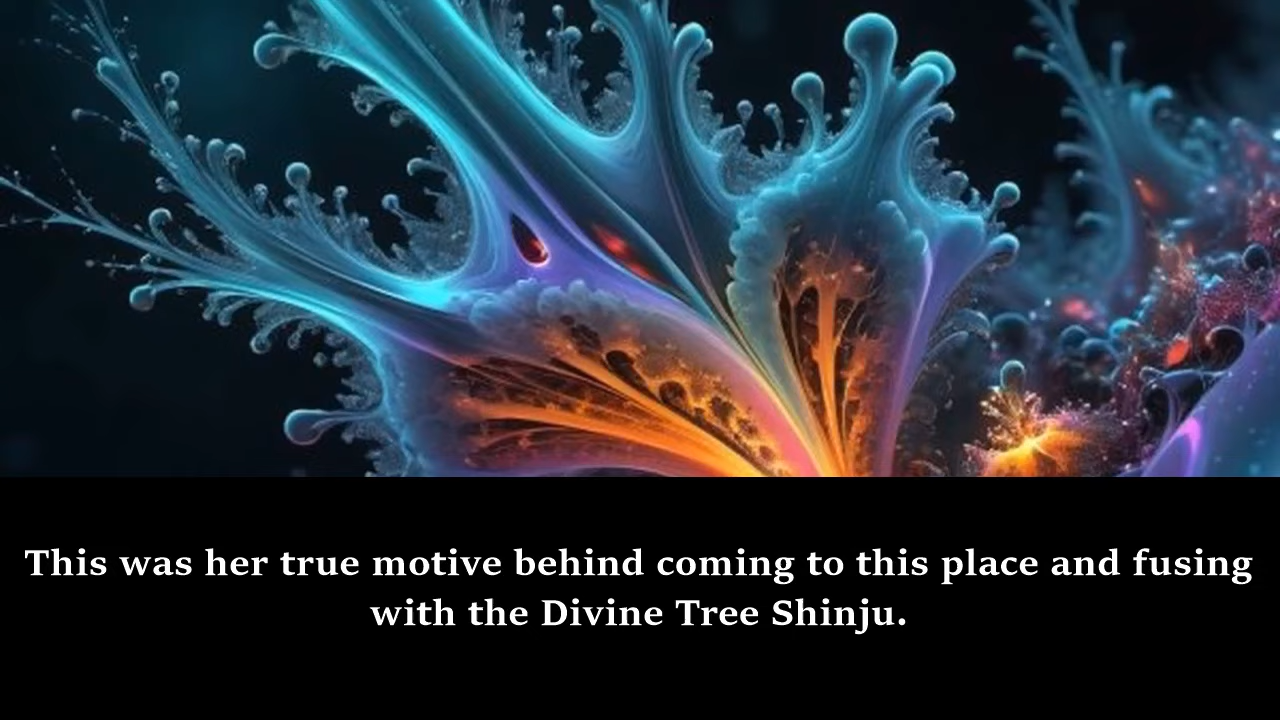 This was her true motive behind coming to this place and fusing
with the Divine Tree Shinju.